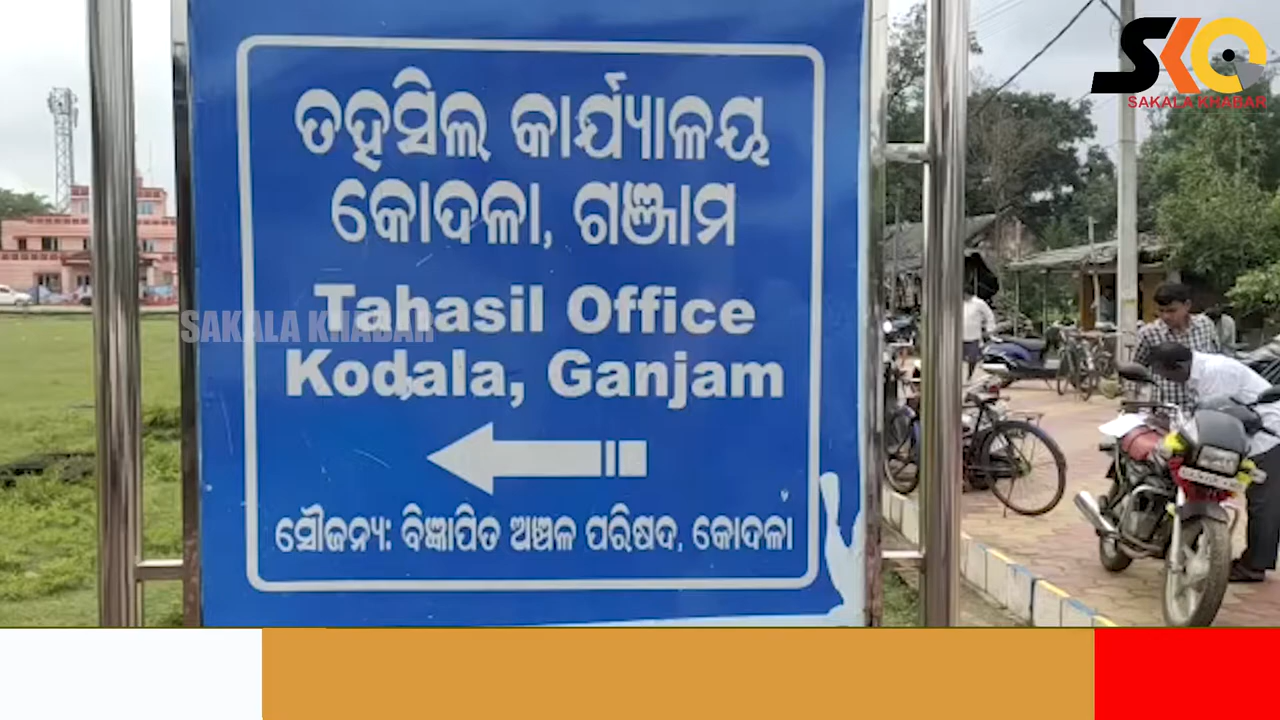 ତହସିଲ କାର୍ଯ୍ୟାଳୟ
କୋଦଳା, ଗଞ୍ଜାମ
Tahasil Office
Kodala, Ganjam
ସୌଜନ୍ୟ: ବିଜ୍ଞାପିତ ଅଞ୍ଚଳ ପରିଷଦ, କୋଦଳା
SAKALA KHABAR
SAKALA KHABAR